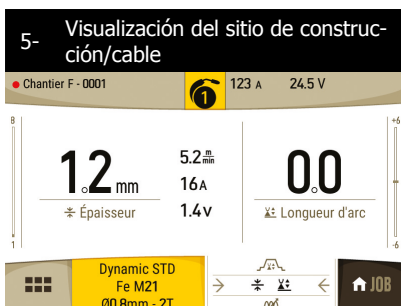 5- Visualización del sitio de construc-
ción/cable
Chantier F - 0001
1
123 A 24.5 V
8
+6
1.2 mm
5.2 m/min
16A
1.4V
0.0
Épaisseur
Longueur d'arc
1
-6
Dynamic STD
Fe M21
Ø0.8mm - 2T
JOB